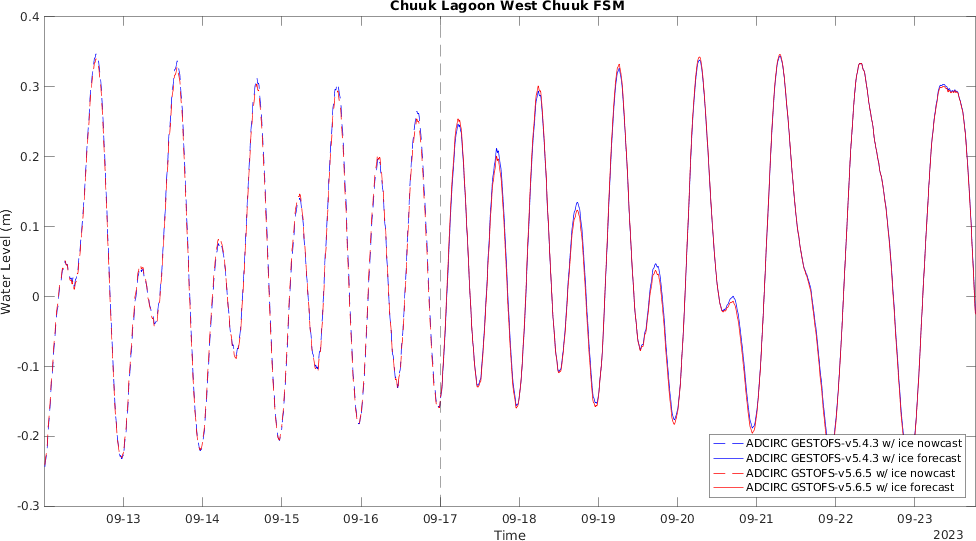 Chuuk Lagoon West Chuuk FSM
0.4
0.3
0.2
0.1
0
-0.1
-0.2
-0.3
Water Level (m)
09-13 09-14 09-15 09-16 09-17 09-18 09-19 09-20 09-21 09-22 09-23
Time
2023
ADCIRC GESTOFS-v5.4.3 w/ ice nowcast
ADCIRC GESTOFS-v5.4.3 w/ ice forecast
ADCIRC GSTOFS-v5.6.5 w/ ice nowcast
ADCIRC GSTOFS-v5.6.5 w/ ice forecast